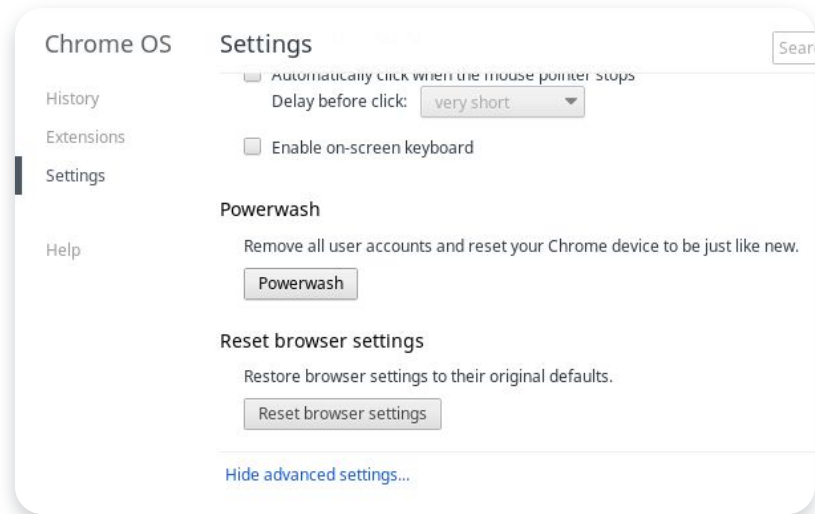 Chrome OS
Settings
Sear
History
Extensions
Settings
Help
Automatically click when the mouse pointer stops
Delay before click: very short
Enable on-screen keyboard
Powerwash
Remove all user accounts and reset your Chrome device to be just like new.
Powerwash
Reset browser settings
Restore browser settings to their original defaults.
Reset browser settings
Hide advanced settings...